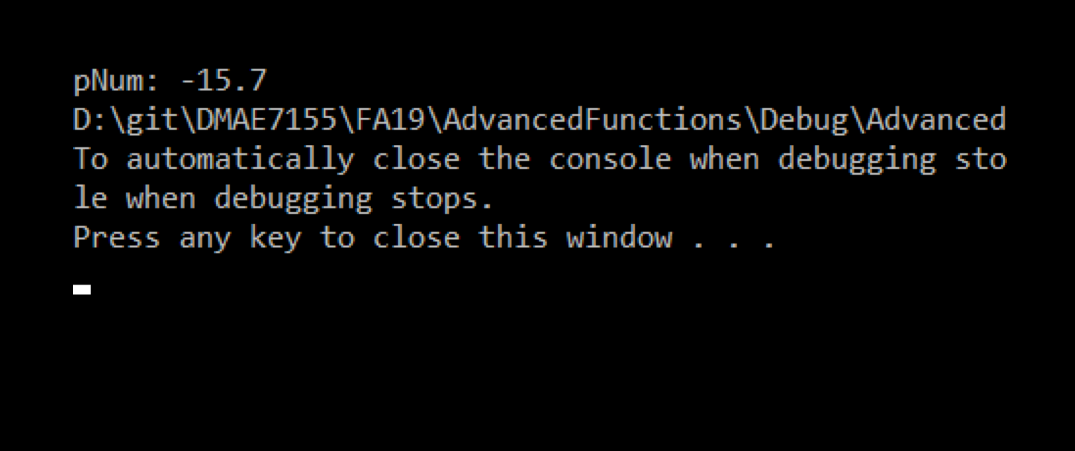 pNum: -15.7
D:\git\DMAE7155\FA19\AdvancedFunctions\Debug\Advanced
To automatically close the console when debugging sto
le when debugging stops.
Press any key to close this window . . .